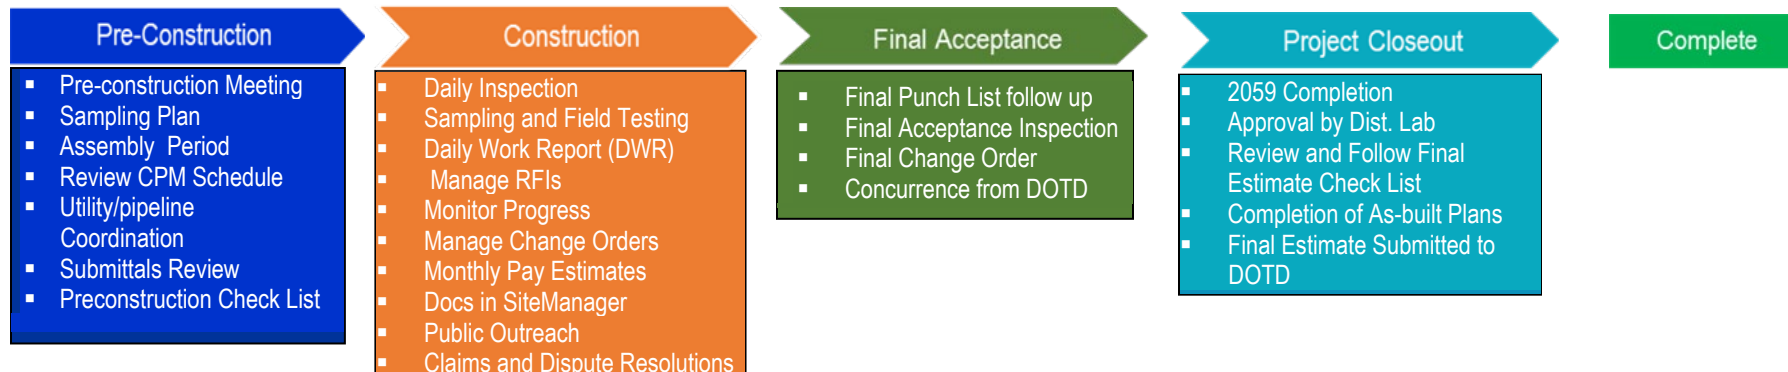 Pre-Construction
▪ Pre-construction Meeting
▪ Sampling Plan
▪ Assembly Period
▪ Review CPM Schedule
▪ Utility/pipeline
Coordination
▪ Submittals Review
▪ Preconstruction Check List
Construction
▪ Daily Inspection
▪ Sampling and Field Testing
▪ Daily Work Report (DWR)
▪ Manage RFIs
▪ Monitor Progress
▪ Manage Change Orders
▪ Monthly Pay Estimates
▪ Docs in SiteManager
▪ Public Outreach
▪ Claims and Dispute Resolutions
Final Acceptance
▪ Final Punch List follow up
▪ Final Acceptance Inspection
▪ Final Change Order
▪ Concurrence from DOTD
Project Closeout
▪ 2059 Completion
▪ Approval by Dist. Lab
▪ Review and Follow Final
Estimate Check List
▪ Completion of As-built Plans
▪ Final Estimate Submitted to
DOTD
Complete